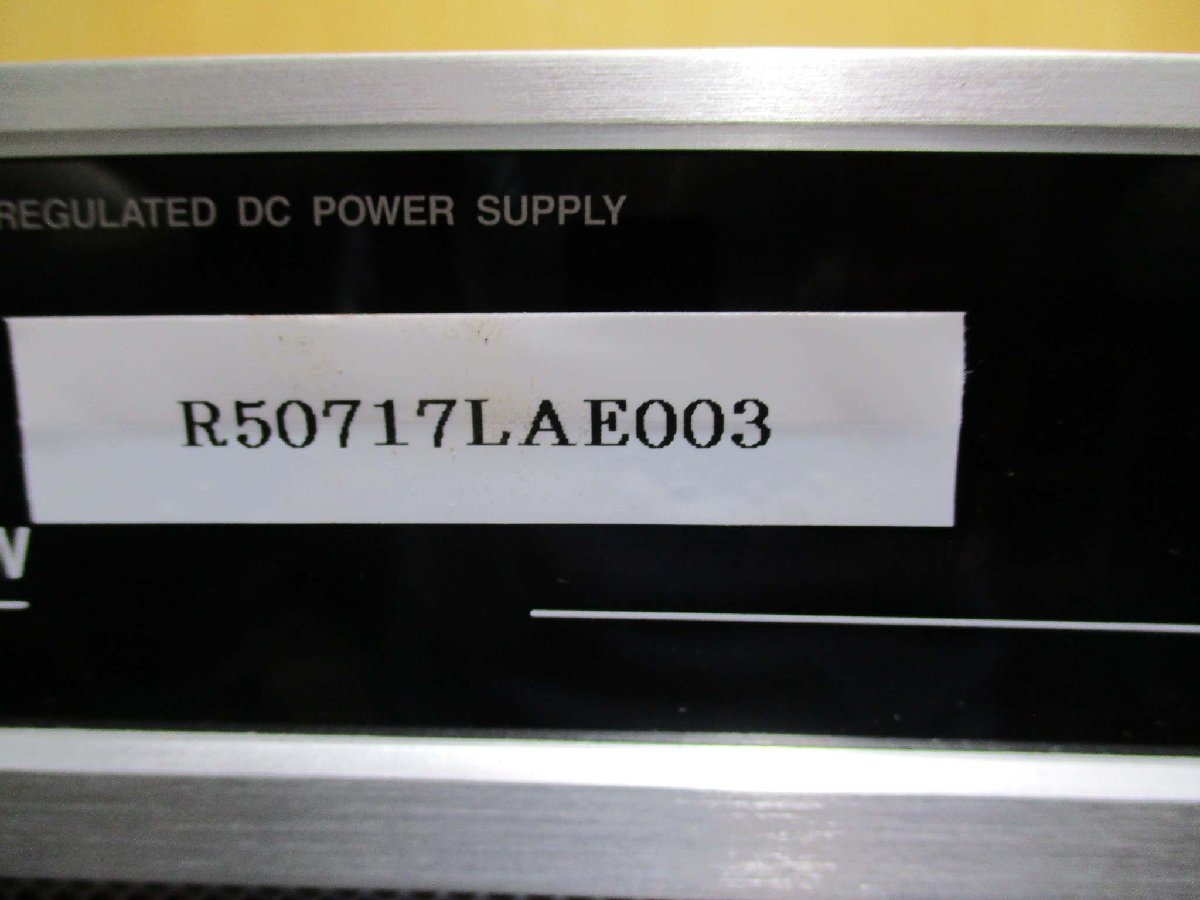 REGULATED DC POWER SUPPLY
R50717LAE003